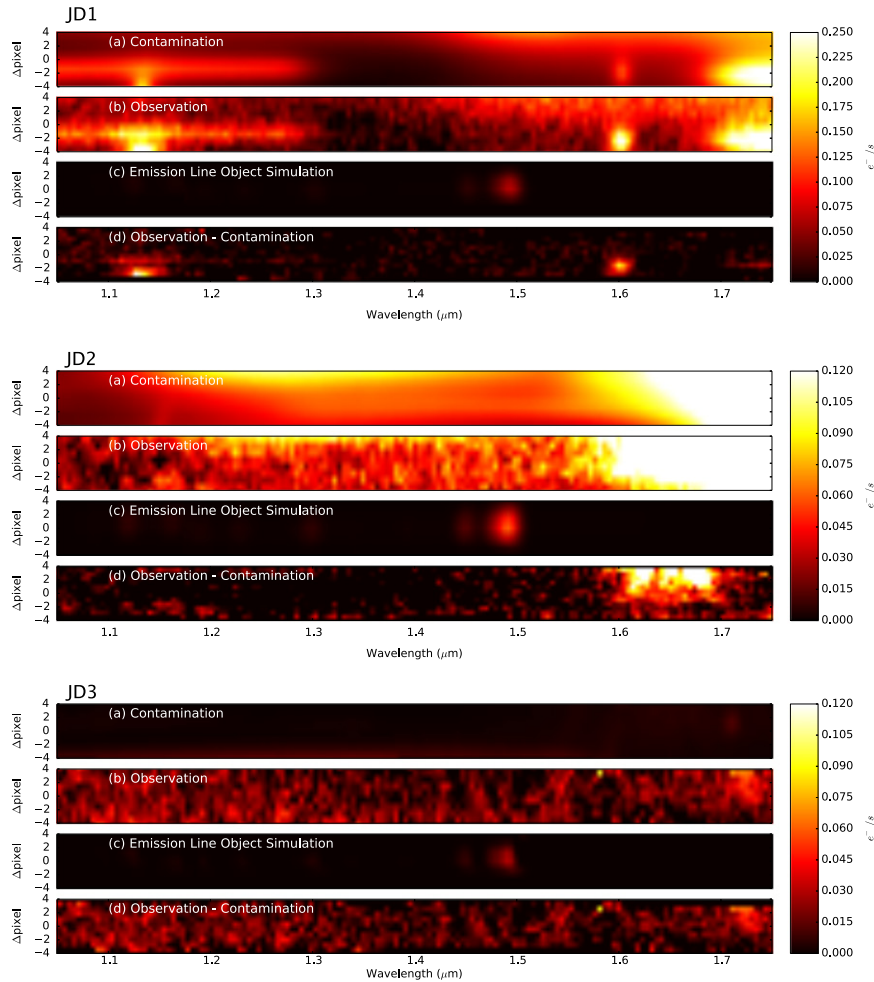 JD1
(a) Contamination
(b) Observation
(c) Emission Line Object Simulation
(d) Observation - Contamination
Δpixel
4
2
0
−2
−4
Δpixel
4
2
0
−2
−4
Δpixel
4
2
0
−2
−4
Δpixel
4
2
0
−2
−4
1.1 1.2 1.3 1.4 1.5 1.6 1.7
Wavelength (μm)
0.250
0.225
0.200
0.175
0.150
0.125
0.100
0.075
0.050
0.025
0.000
e⁻/s
JD2
(a) Contamination
(b) Observation
(c) Emission Line Object Simulation
(d) Observation - Contamination
Δpixel
4
2
0
−2
−4
Δpixel
4
2
0
−2
−4
Δpixel
4
2
0
−2
−4
Δpixel
4
2
0
−2
−4
1.1 1.2 1.3 1.4 1.5 1.6 1.7
Wavelength (μm)
0.120
0.105
0.090
0.075
0.060
0.045
0.030
0.015
0.000
e⁻/s
JD3
(a) Contamination
(b) Observation
(c) Emission Line Object Simulation
(d) Observation - Contamination
Δpixel
4
2
0
−2
−4
Δpixel
4
2
0
−2
−4
Δpixel
4
2
0
−2
−4
Δpixel
4
2
0
−2
−4
1.1 1.2 1.3 1.4 1.5 1.6 1.7
Wavelength (μm)
0.120
0.105
0.090
0.075
0.060
0.045
0.030
0.015
0.000
e⁻/s